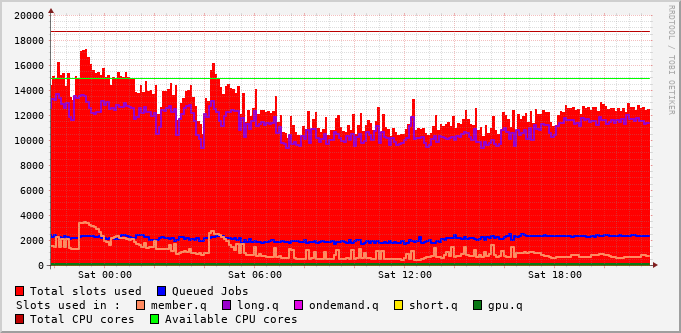 20000
18000
16000
14000
12000
10000
8000
6000
4000
2000
0
Sat 00:00 Sat 06:00 Sat 12:00 Sat 18:00
Total slots used Queued Jobs
Slots used in : member.q long.q ondemand.q short.q gpu.q
Total CPU cores Available CPU cores
RRDTOOL / TOBI OETIKER